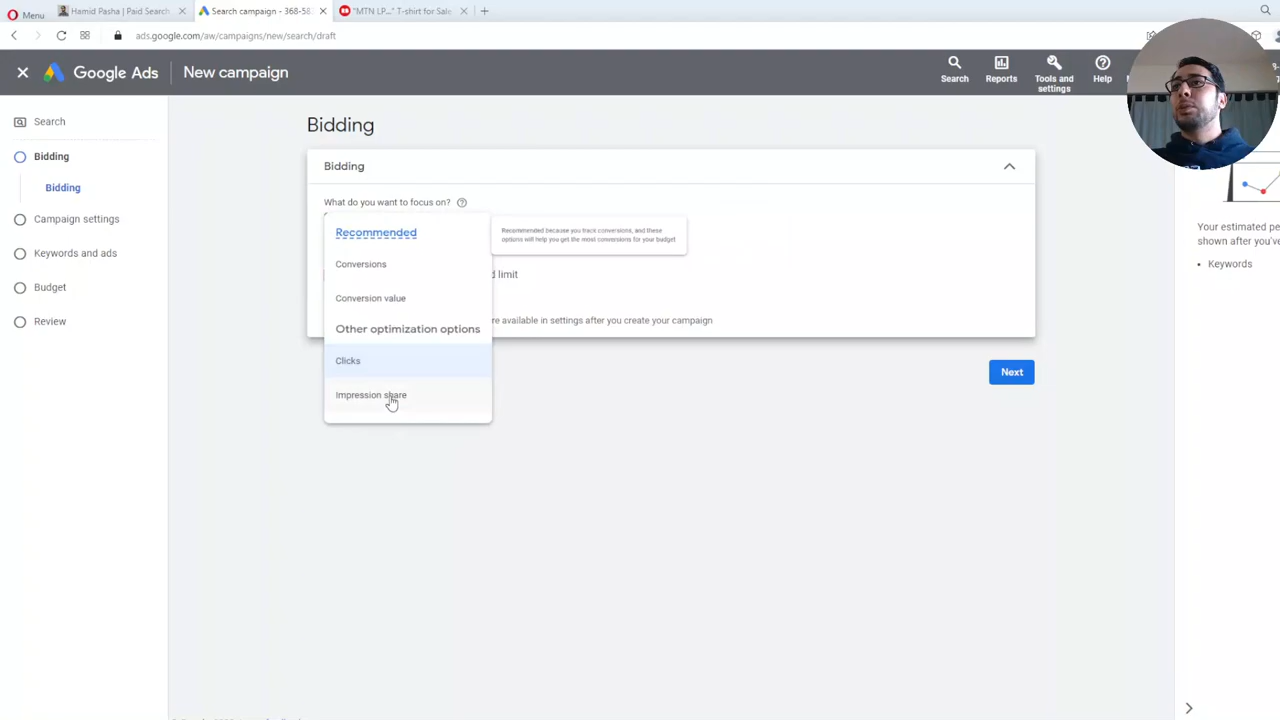 Menu
Hamid Pasha | Paid Search
Search campaign - 368-58
"MTN LP..." T-shirt for Sale
ads.google.com/aw/campaigns/new/search/draft
Google Ads
New campaign
Search
Reports
Tools and
settings
Help
Search
Bidding
Bidding
Campaign settings
Keywords and ads
Budget
Review
Bidding
Bidding
What do you want to focus on?
Recommended
Recommended because you track conversions, and these
options will help you get the most conversions for your budget
Conversions
d limit
Conversion value
re available in settings after you create your campaign
Other optimization options
Clicks
Impression share
Next
Your estimated pe
shown after you've
• Keywords